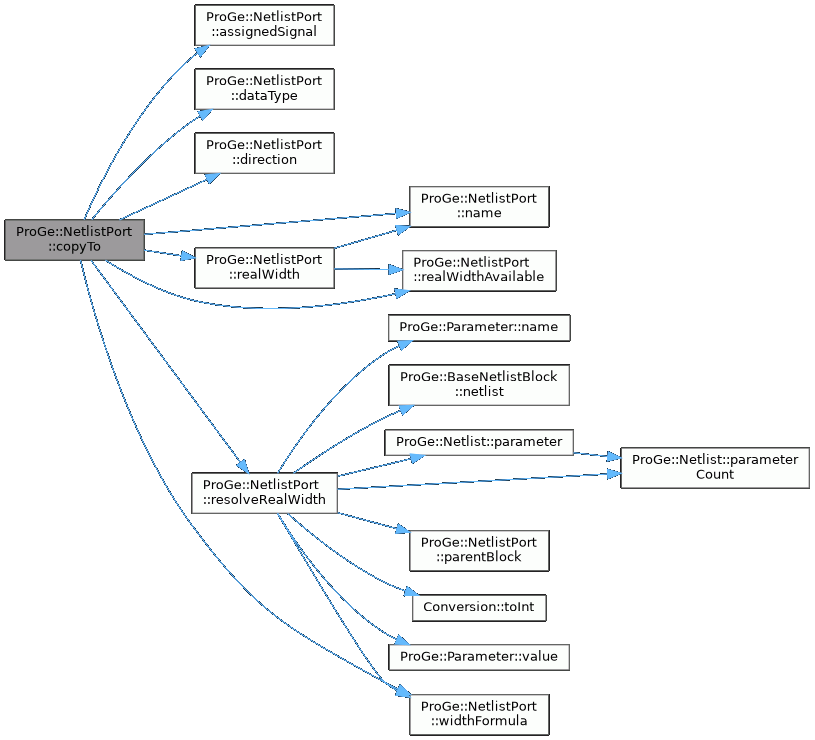 ProGe::NetlistPort
::assignedSignal
ProGe::NetlistPort
::dataType
ProGe::NetlistPort
::direction
ProGe::NetlistPort
::name
ProGe::NetlistPort
::copyTo
ProGe::NetlistPort
::realWidth
ProGe::NetlistPort
::realWidthAvailable
ProGe::Parameter::name
ProGe::BaseNetlistBlock
::netlist
ProGe::Netlist::parameter
ProGe::Netlist::parameter
Count
ProGe::NetlistPort
::resolveRealWidth
ProGe::NetlistPort
::parentBlock
Conversion::toInt
ProGe::Parameter::value
ProGe::NetlistPort
::widthFormula